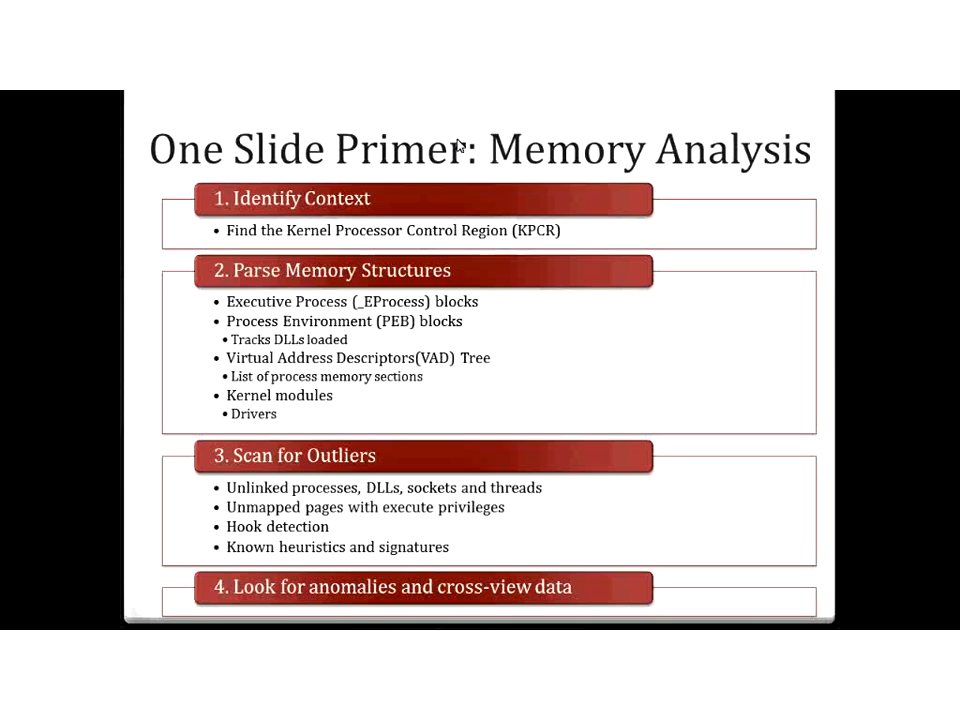 One Slide Primer: Memory Analysis
1. Identify Context
• Find the Kernel Processor Control Region (KPCR)
2. Parse Memory Structures
• Executive Process (_EProcess) blocks
• Process Environment (PEB) blocks
• Tracks DLLs loaded
• Virtual Address Descriptors(VAD) Tree
• List of process memory sections
• Kernel modules
• Drivers
3. Scan for Outliers
• Unlinked processes, DLLs, sockets and threads
• Unmapped pages with execute privileges
• Hook detection
• Known heuristics and signatures
4. Look for anomalies and cross-view data